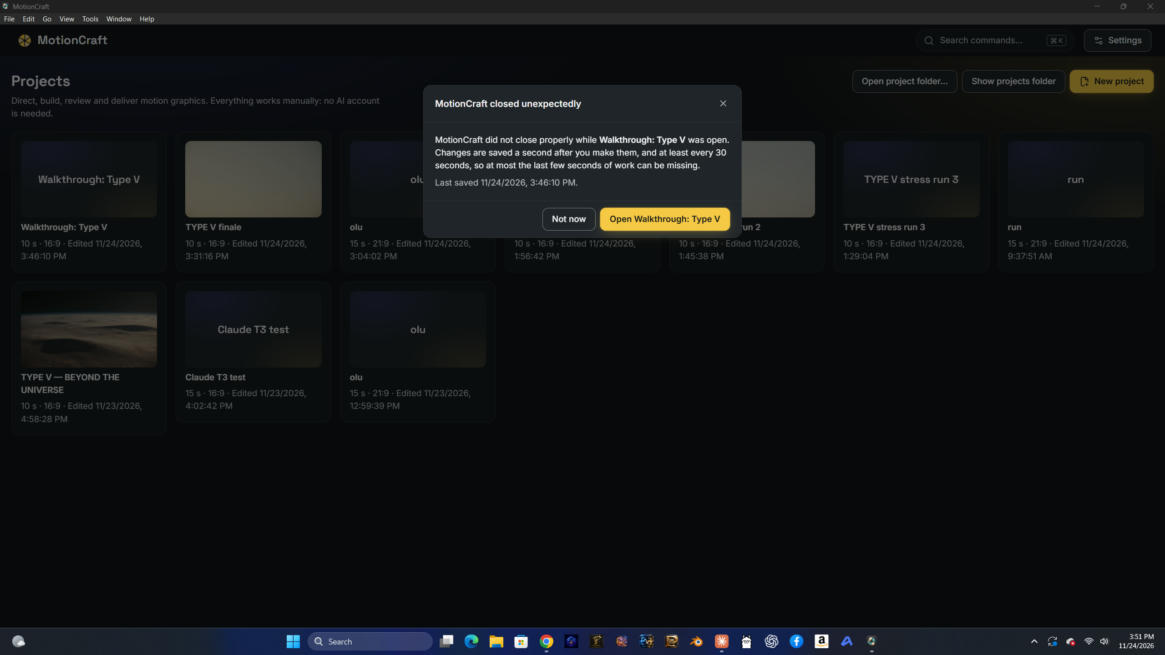 MotionCraft
File Edit Go View Tools Window Help
MotionCraft
Search commands... ⌘K
Settings
Projects
Direct, build, review and deliver motion graphics. Everything works manually: no AI account
is needed.
Open project folder...
Show projects folder
New project
MotionCraft closed unexpectedly
MotionCraft did not close properly while Walkthrough: Type V was open.
Changes are saved a second after you make them, and at least every 30
seconds, so at most the last few seconds of work can be missing.
Last saved 11/24/2026, 3:46:10 PM.
Not now
Open Walkthrough: Type V
Walkthrough: Type V
Walkthrough: Type V
10 s · 16:9 · Edited 11/24/2026,
3:46:10 PM
TYPE V finale
10 s · 16:9 · Edited 11/24/2026,
3:31:16 PM
olu
15 s · 21:9 · Edited 11/24/2026,
3:04:02 PM
10 s · 16:9 · Edited 11/24/2026,
1:56:42 PM
run 2
10 s · 16:9 · Edited 11/24/2026,
1:45:38 PM
TYPE V stress run 3
TYPE V stress run 3
10 s · 16:9 · Edited 11/24/2026,
1:29:04 PM
run
run
15 s · 21:9 · Edited 11/24/2026,
9:37:51 AM
TYPE V — BEYOND THE
UNIVERSE
10 s · 16:9 · Edited 11/23/2026,
4:58:28 PM
Claude T3 test
Claude T3 test
15 s · 16:9 · Edited 11/23/2026,
4:02:42 PM
olu
olu
15 s · 21:9 · Edited 11/23/2026,
12:59:39 PM
Search
3:51 PM
11/24/2026